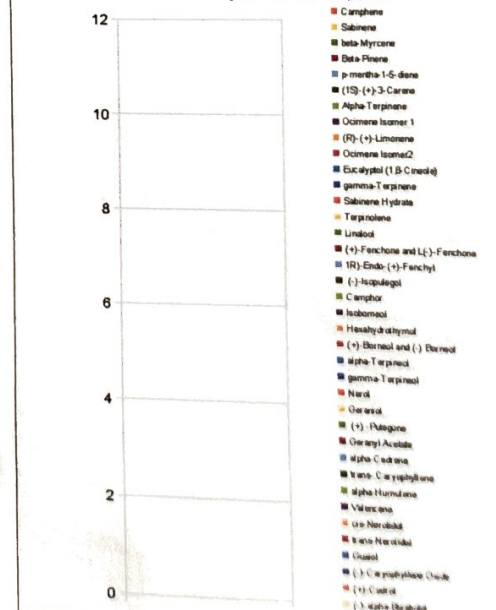 12
10
8
6
4
2
0
Camphene
Sabinene
beta-Myrcene
Beta-Pinene
p-mentha-1-5-diene
(1S)-(+)-3-Carene
Alpha-Terpinene
Ocimene Isomer 1
(R)-(+)-Limonene
Ocimene Isomer2
Eucalyptol (1,8-Cineole)
gamma-Terpinene
Sabinene Hydrate
Terpinolene
Linalool
(+)-Fenchone and L(-)-Fenchone
1R)-Endo-(+)-Fenchyl
(-)-Isopulegol
Camphor
Isoborneol
Hexahydrothymol
(+)-Borneol and (-) Borneol
alpha-Terpineol
gamma-Terpineol
Nerol
Geraniol
(+)-Pulegone
Geranyl Acetate
alpha-Cedrene
trans-Caryophyllene
alpha-Humulene
Valencene
cis-Nerolidol
trans-Nerolidol
Guaiol
(-)-Caryophyllene Oxide
(+)-Cedrol
(-)-alpha-Bisabolol